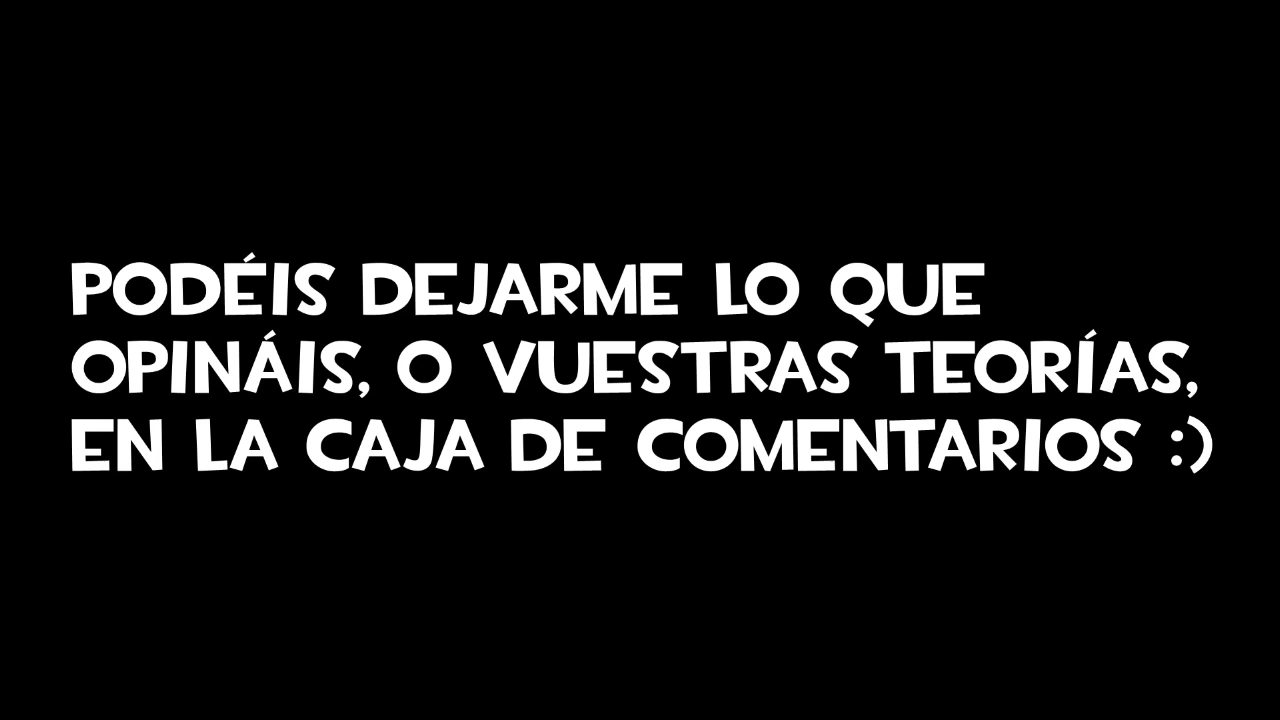 PODÉIS DEJARME LO QUE
OPINÁIS, O VUESTRAS TEORÍAS,
EN LA CAJA DE COMENTARIOS :)